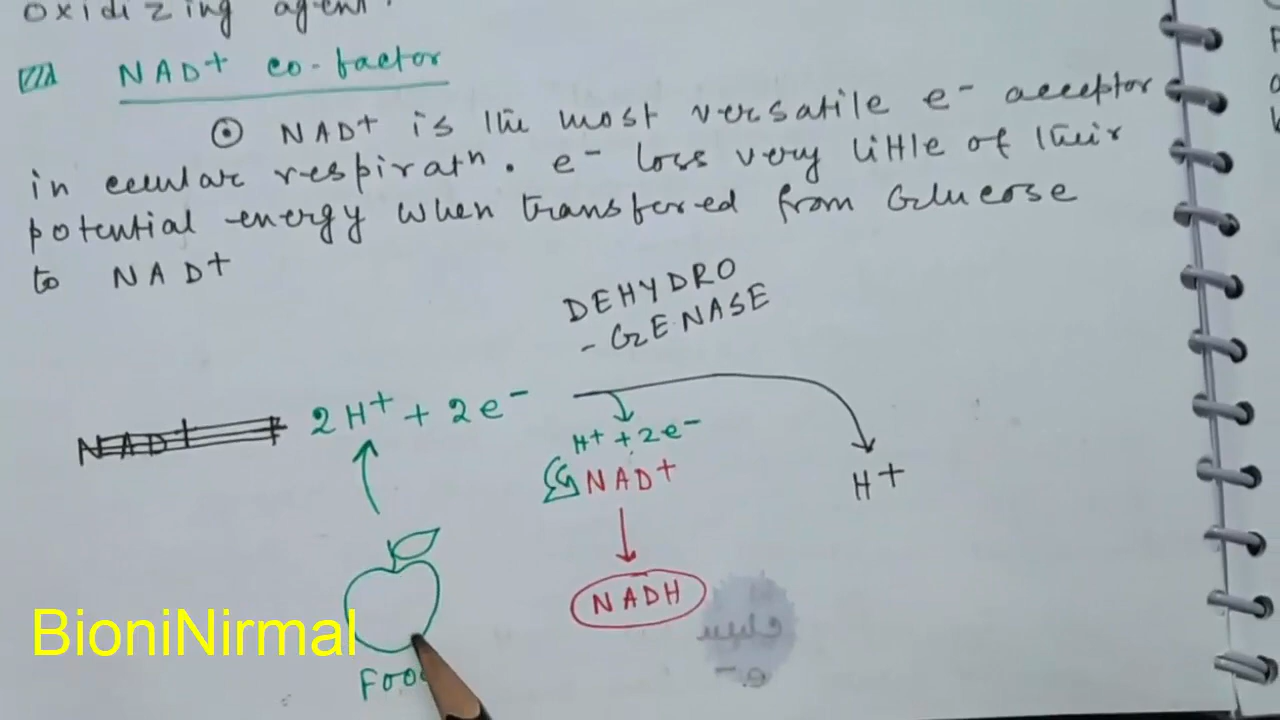 oxidizing agent.
NAD+ co-factor
⊙ NAD+ is the most versatile e- acceptor
in cellular respiratn. e- loss very little of their
potential energy when transferred from Glucose
to NAD+
DEHYDRO
- GENASE
NAD+ 2H+ + 2e-
H+ + 2e-
NAD+
H+
NADH
BioniNirmal
Food